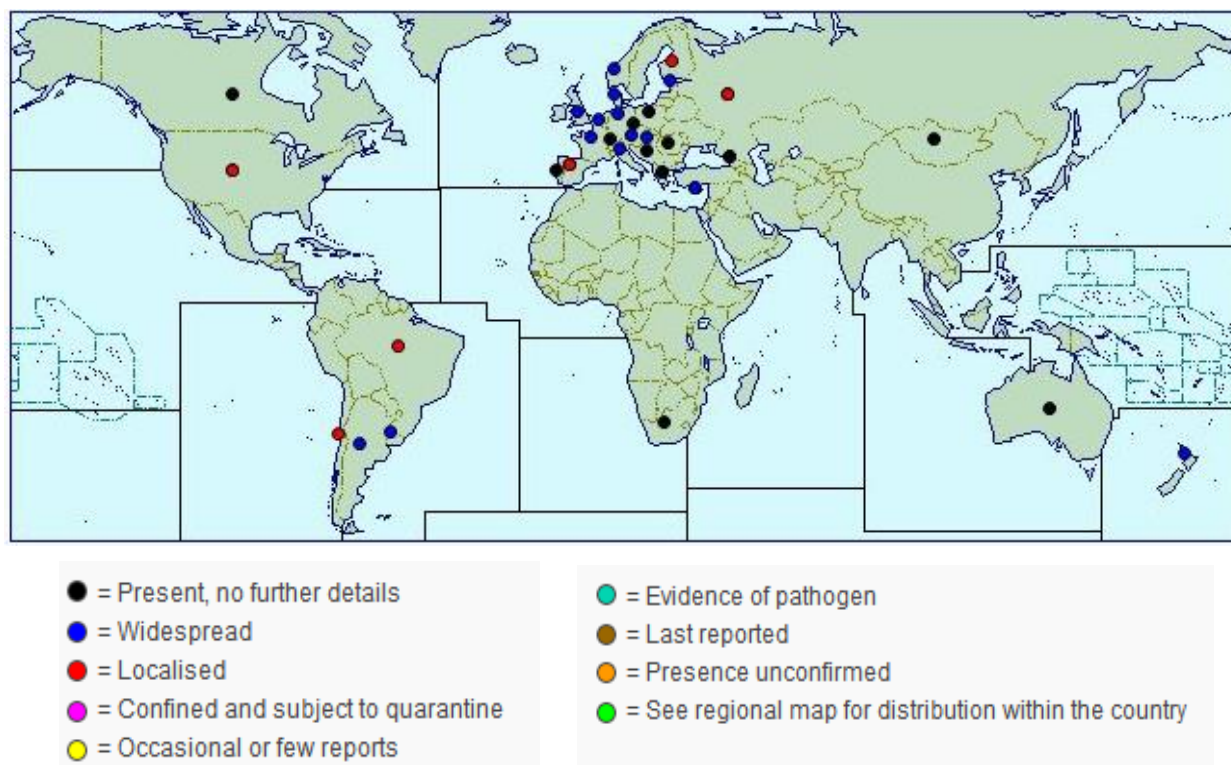 = Present, no further details
= Widespread
= Localised
= Confined and subject to quarantine
= Occasional or few reports
= Evidence of pathogen
= Last reported
= Presence unconfirmed
= See regional map for distribution within the country